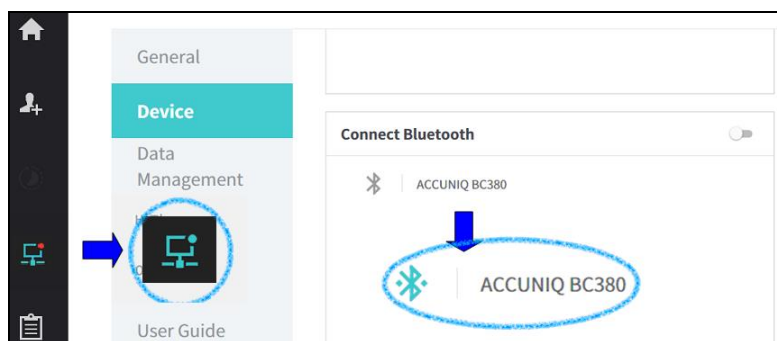 General
Device
Data
Management
User Guide
Connect Bluetooth
ACCUNIQ BC380
ACCUNIQ BC380